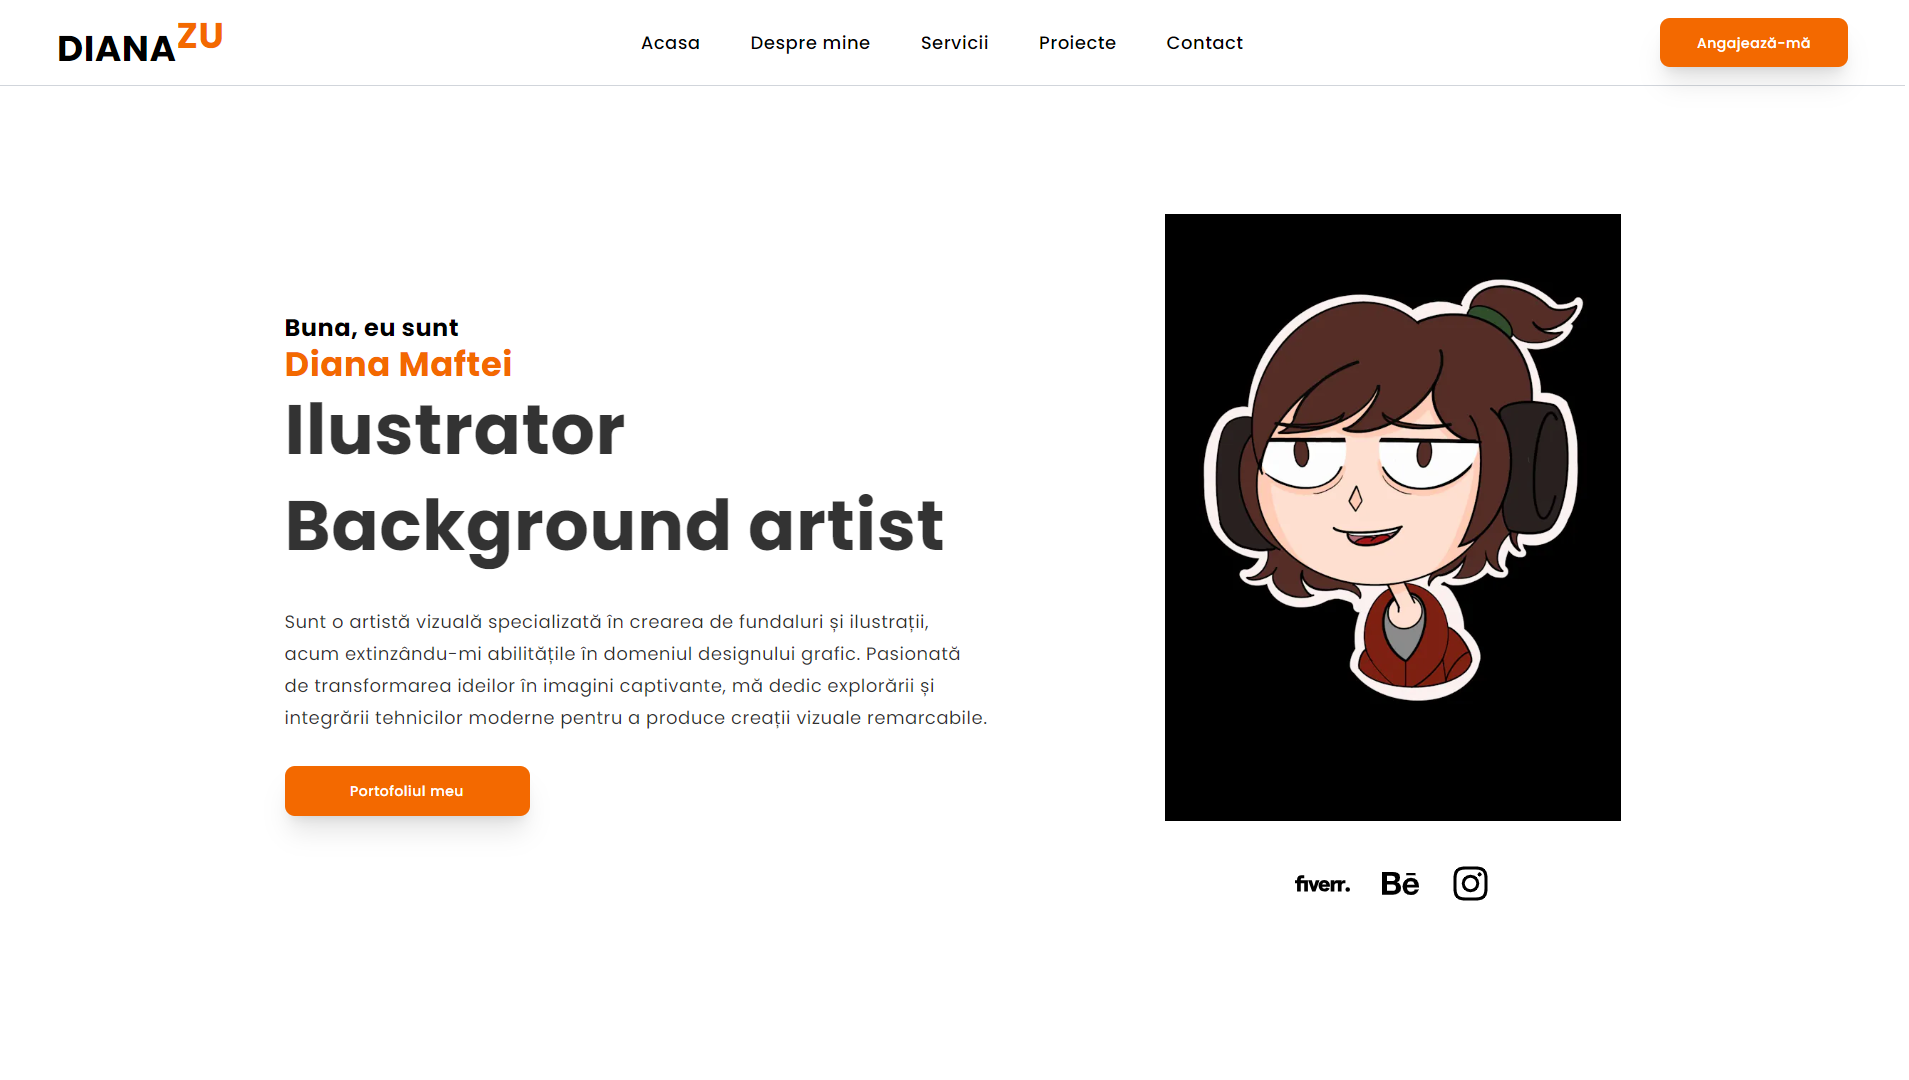 DIANAZU
Acasa
Despre mine
Servicii
Proiecte
Contact
Angajează-mă
Buna, eu sunt
Diana Maftei
Ilustrator
Background artist
Sunt o artistă vizuală specializată în crearea de fundaluri și ilustrații,
acum extinzându-mi abilitățile în domeniul designului grafic. Pasionată
de transformarea ideilor în imagini captivante, mă dedic explorării și
integrării tehnicilor moderne pentru a produce creații vizuale remarcabile.
Portofoliul meu
fiverr.
Bē